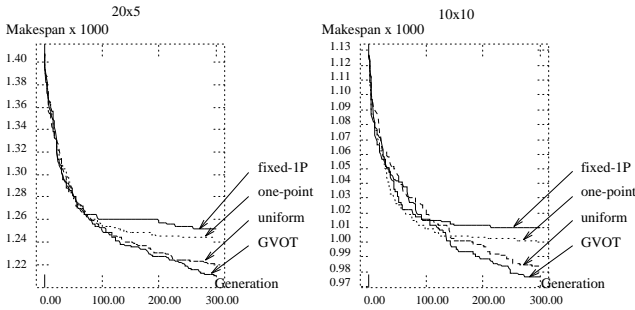 20x5
Makespan x 1000
1.40
1.38
1.36
1.34
1.32
1.30
1.28
1.26
1.24
1.22
0.00
100.00
200.00
300.00
Generation
fixed-1P
one-point
uniform
GVOT
10x10
Makespan x 1000
1.13
1.12
1.11
1.10
1.09
1.08
1.07
1.06
1.05
1.04
1.03
1.02
1.01
1.00
0.99
0.98
0.97
0.00
100.00
200.00
300.00
Generation
fixed-1P
one-point
uniform
GVOT